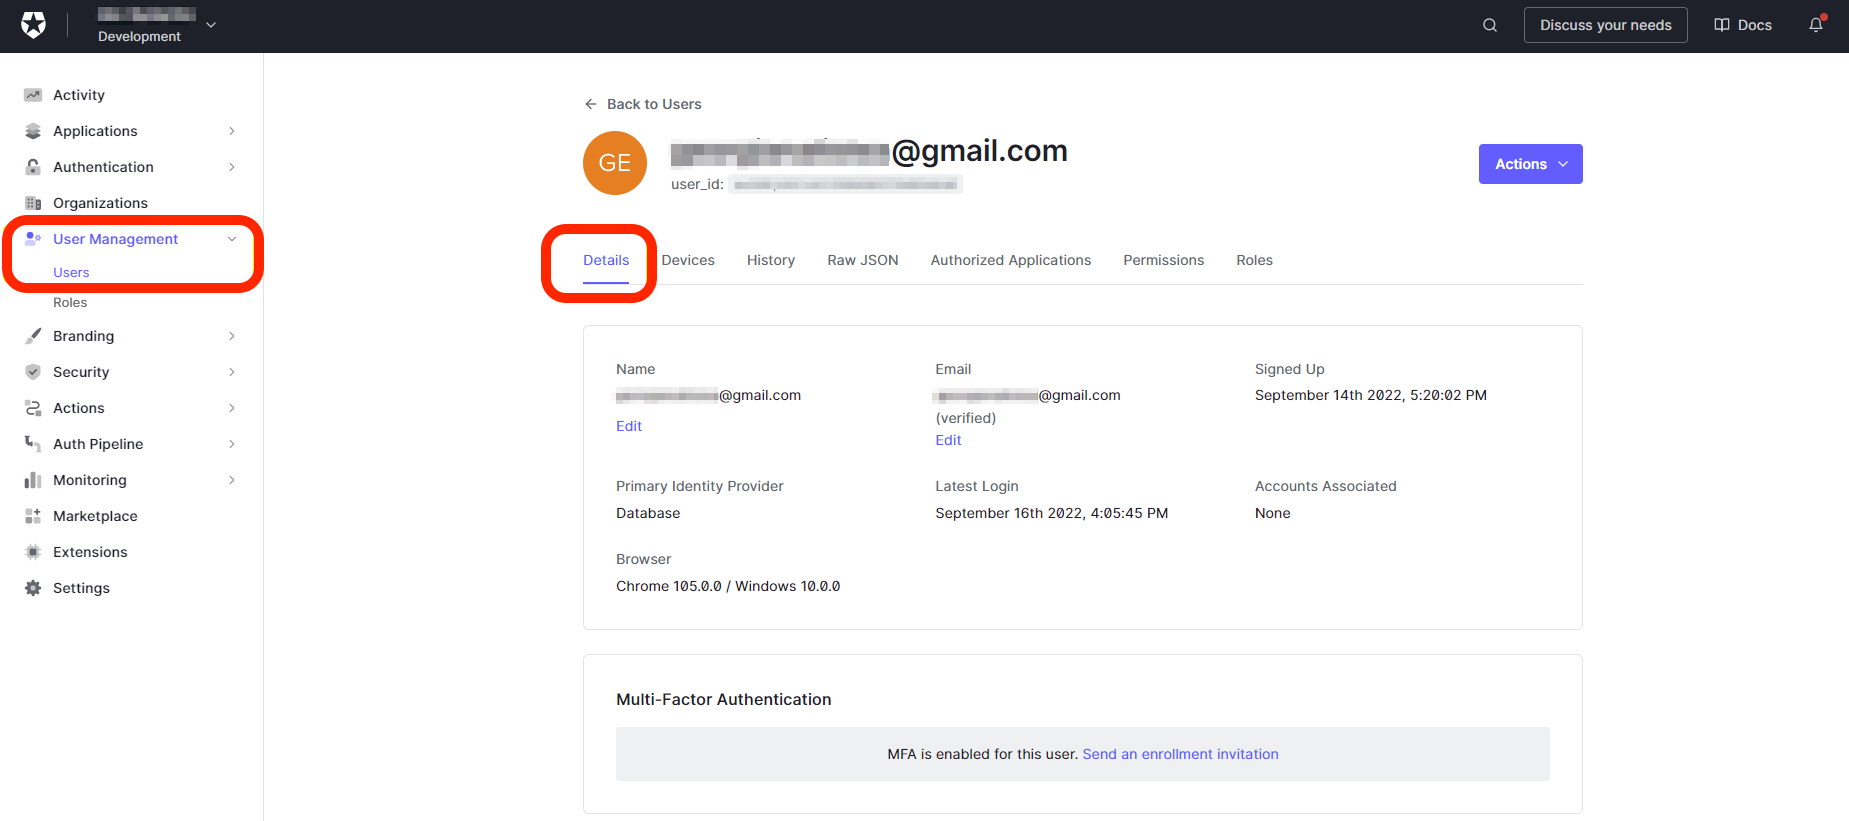 Development
Discuss your needs
Docs
Activity
Applications
Authentication
Organizations
User Management
Users
Roles
Branding
Security
Actions
Auth Pipeline
Monitoring
Marketplace
Extensions
Settings
Back to Users
GE
@gmail.com
user_id:
Actions
Details Devices History Raw JSON Authorized Applications Permissions Roles
Name
@gmail.com
Edit
Email
@gmail.com
(verified)
Edit
Signed Up
September 14th 2022, 5:20:02 PM
Primary Identity Provider
Database
Latest Login
September 16th 2022, 4:05:45 PM
Accounts Associated
None
Browser
Chrome 105.0.0 / Windows 10.0.0
Multi-Factor Authentication
MFA is enabled for this user. Send an enrollment invitation